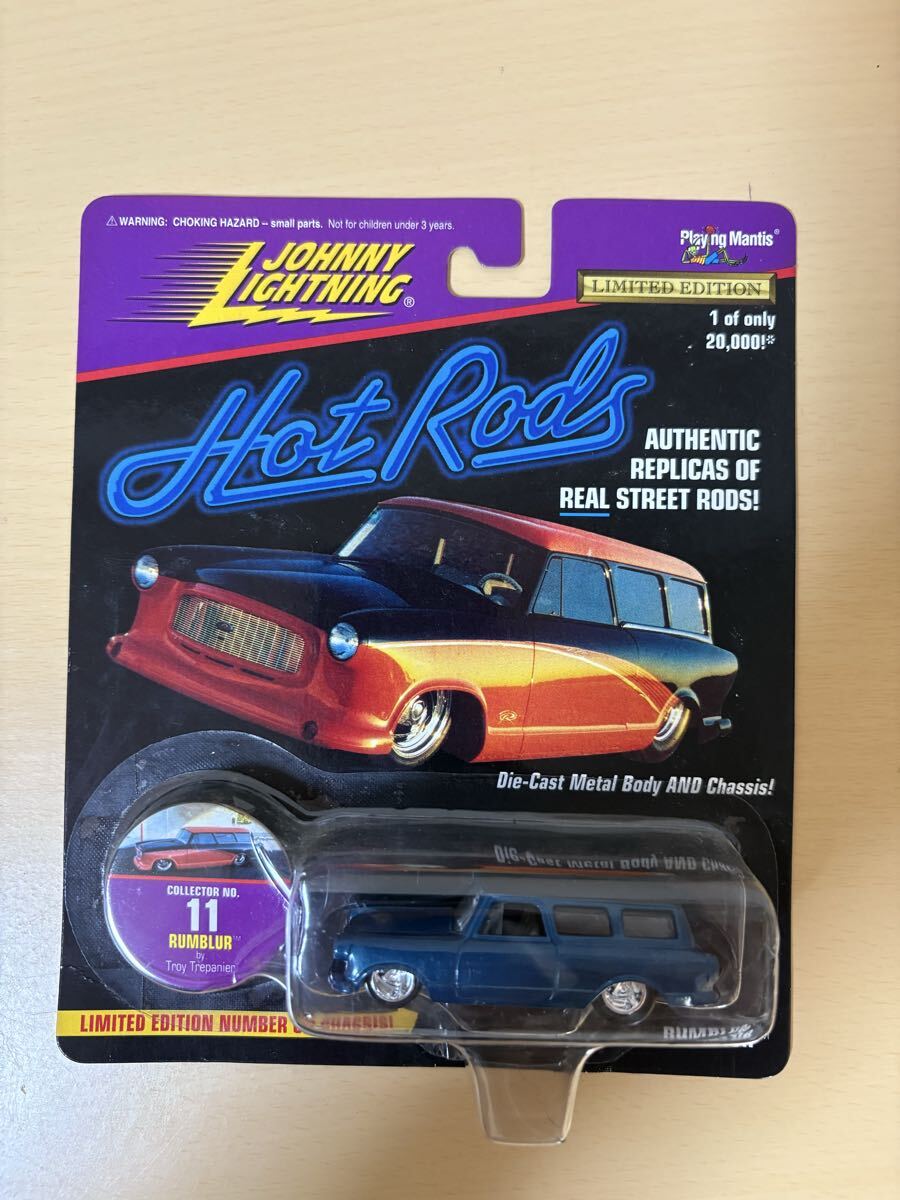 ⚠ WARNING: CHOKING HAZARD -- small parts. Not for children under 3 years.
JOHNNY
LIGHTNING®
Playing Mantis®
LIMITED EDITION
1 of only
20,000!*
Hot Rods
AUTHENTIC
REPLICAS OF
REAL STREET RODS!
Die-Cast Metal Body AND Chassis!
COLLECTOR NO.
11
RUMBLUR™
by
Troy Trepanier
LIMITED EDITION NUMBER CHASSIS!
RUMBLUR